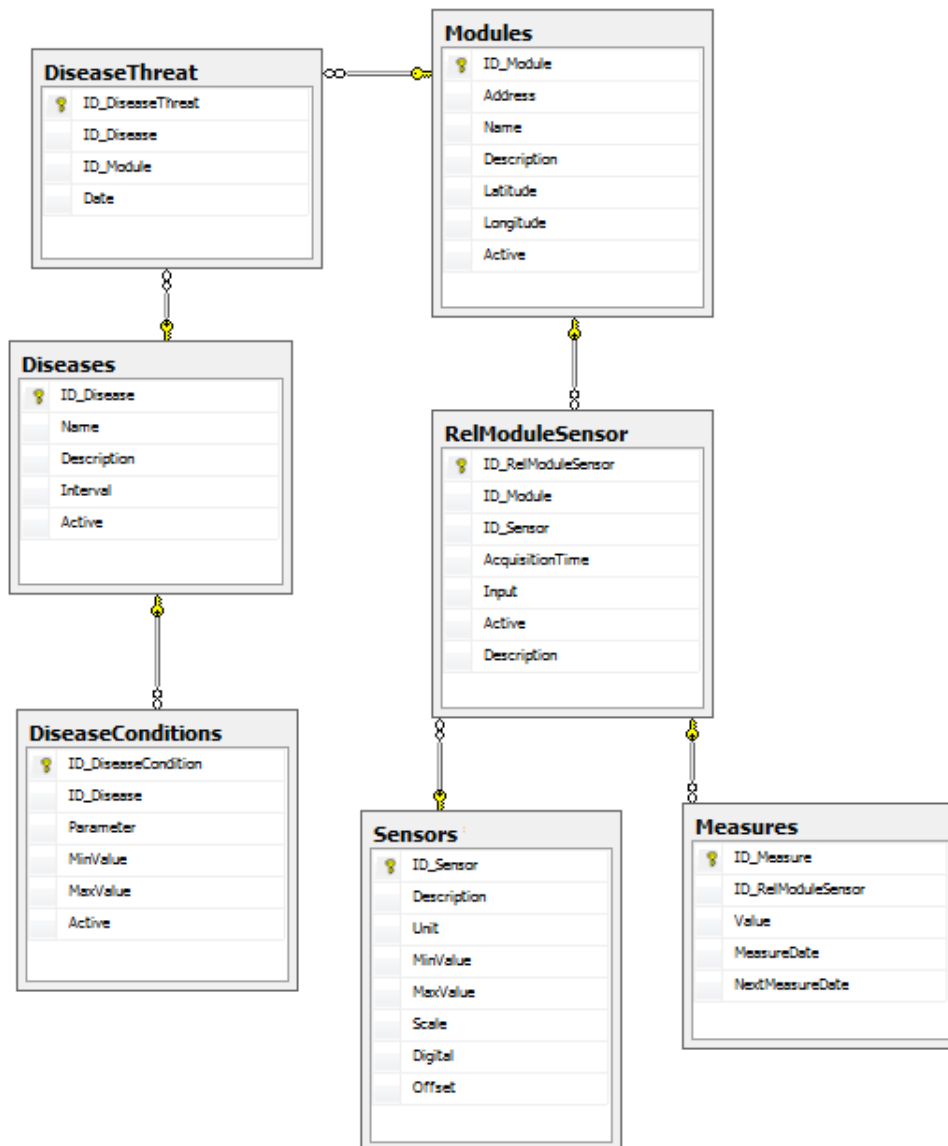 DiseaseThreat
ID_DiseaseThreat
ID_Disease
ID_Module
Date
Modules
ID_Module
Address
Name
Description
Latitude
Longitude
Active
Diseases
ID_Disease
Name
Description
Interval
Active
RelModuleSensor
ID_RelModuleSensor
ID_Module
ID_Sensor
AcquisitionTime
Input
Active
Description
DiseaseConditions
ID_DiseaseCondition
ID_Disease
Parameter
MinValue
MaxValue
Active
Sensors
ID_Sensor
Description
Unit
MinValue
MaxValue
Scale
Digital
Offset
Measures
ID_Measure
ID_RelModuleSensor
Value
MeasureDate
NextMeasureDate